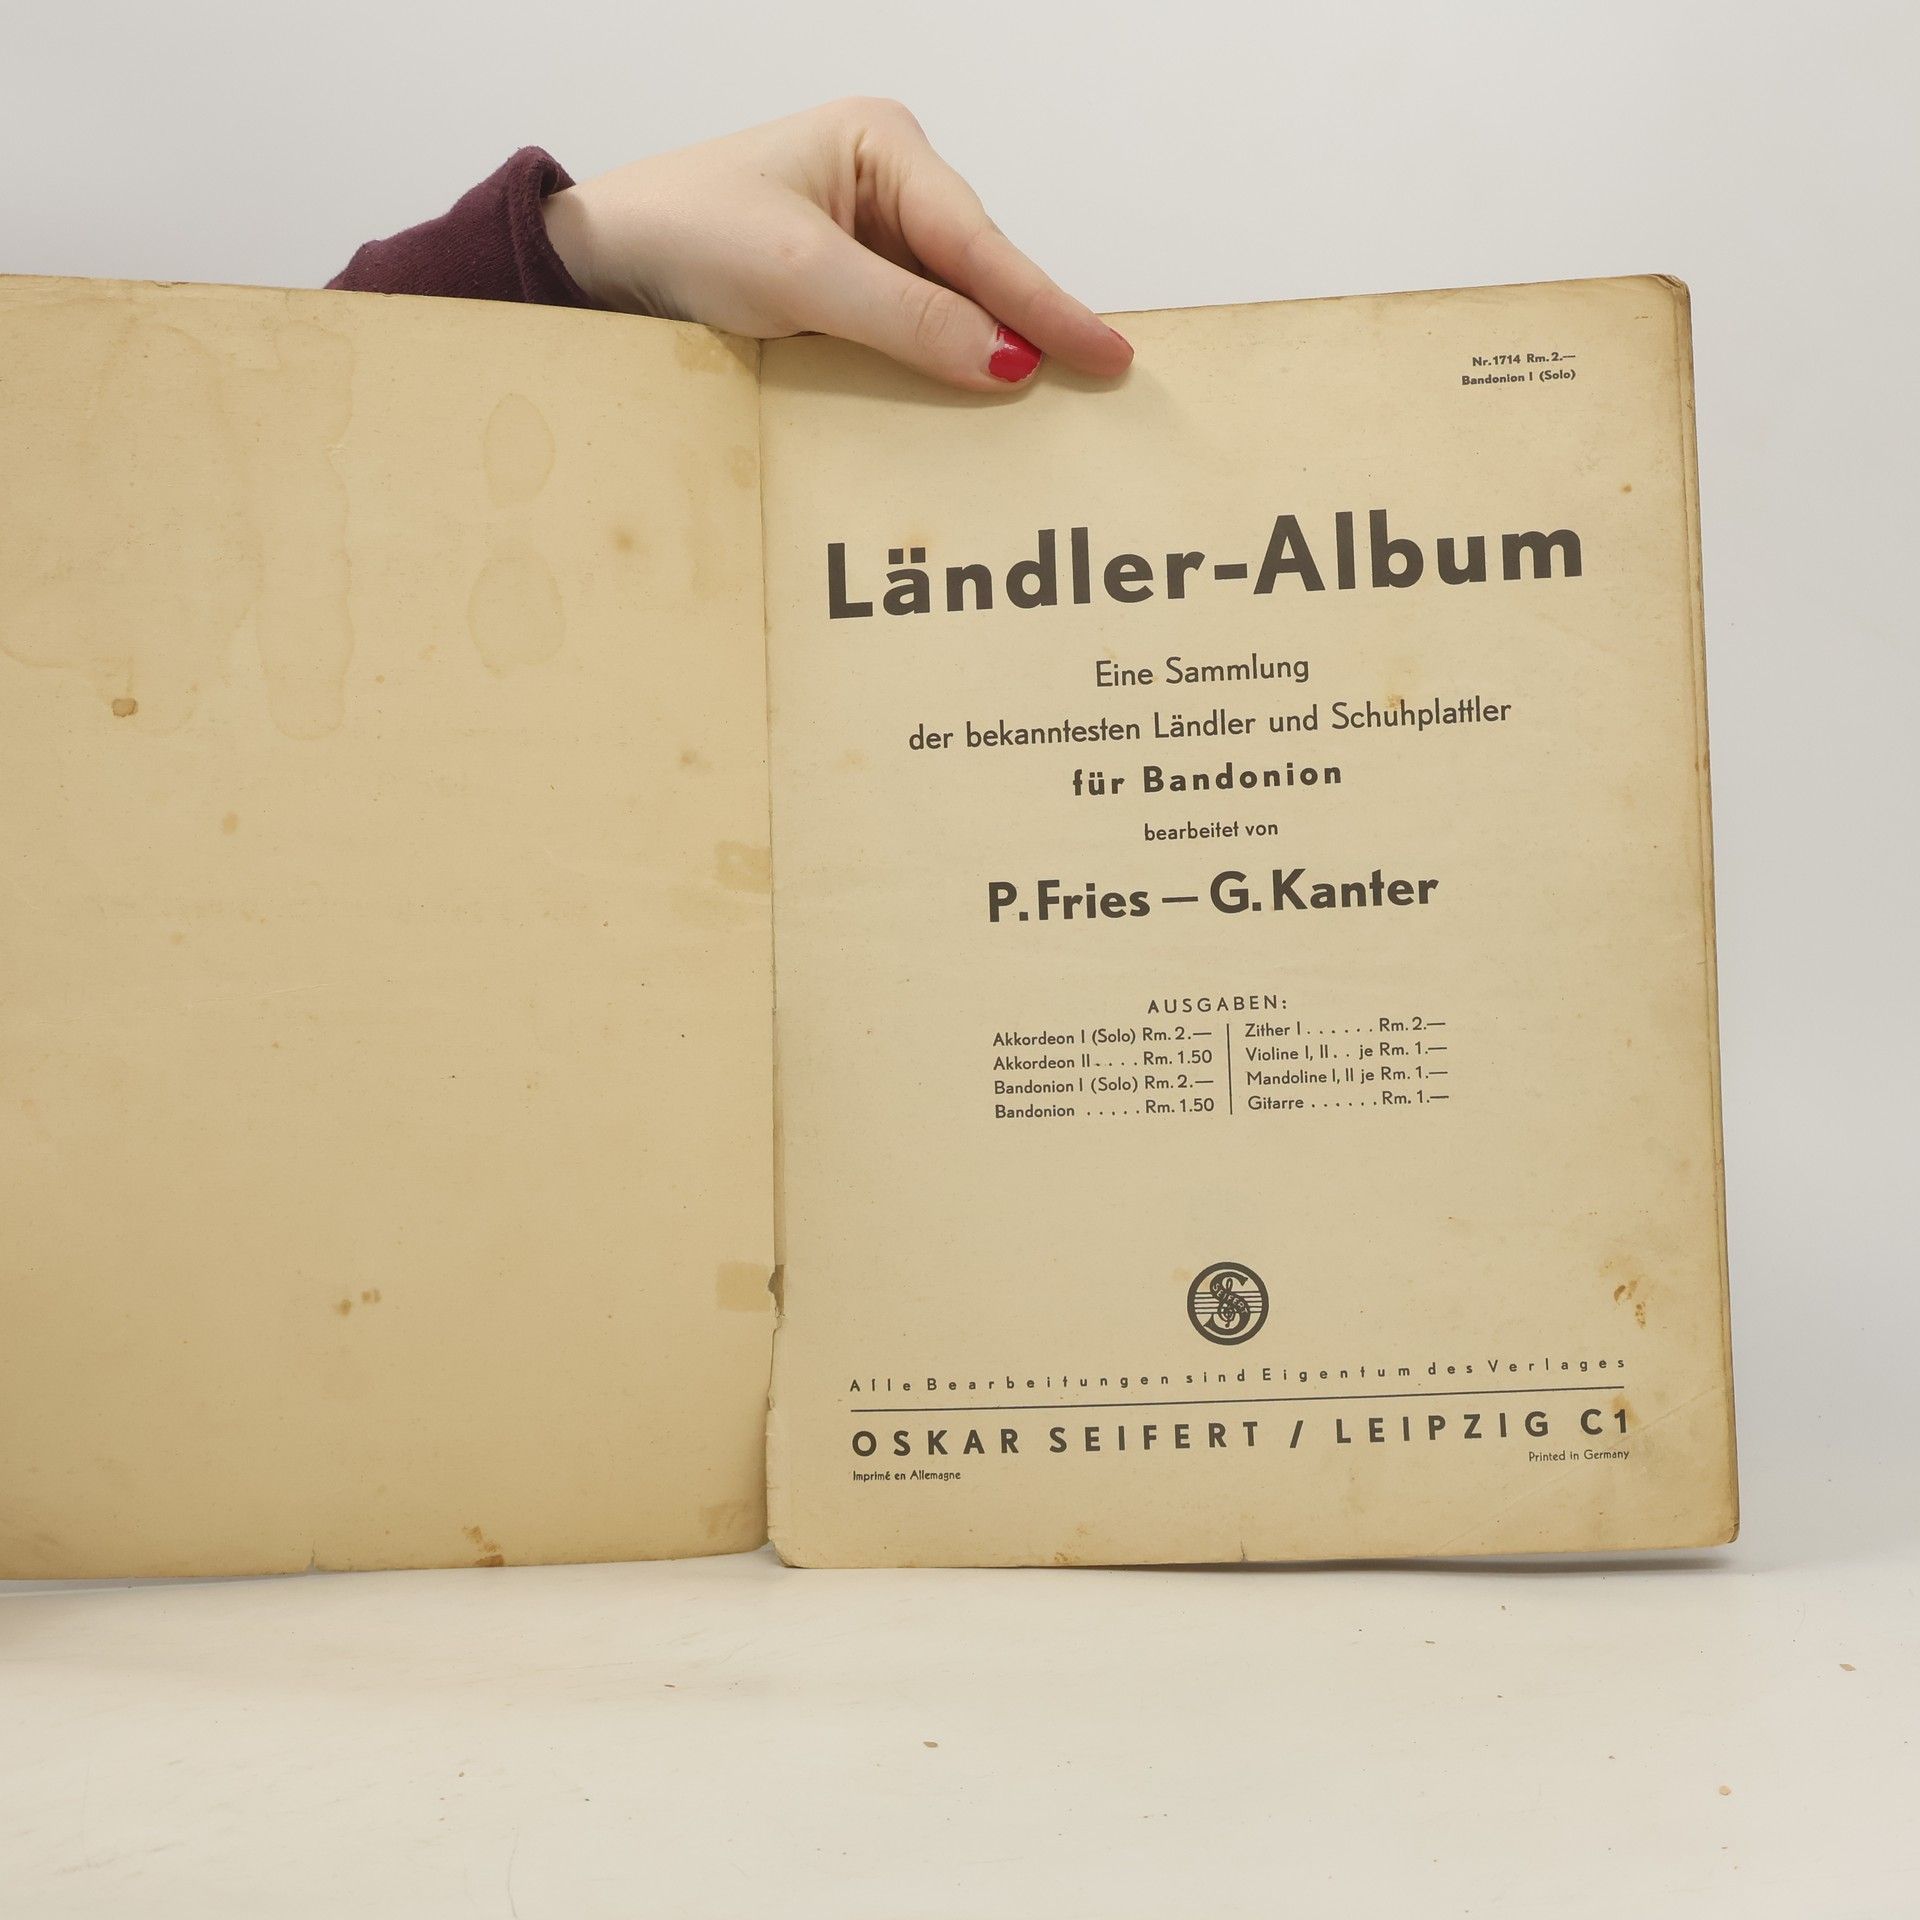 Nr.1714 Rm.2.—
Bandonion I (Solo)
Ländler-Album
Eine Sammlung
der bekanntesten Ländler und Schuhplattler
für Bandonion
bearbeitet von
P. Fries — G. Kanter
AUSGABEN:
Akkordeon I (Solo) Rm. 2.—
Akkordeon II . . . . Rm. 1.50
Bandonion I (Solo) Rm. 2.—
Bandonion . . . . . Rm. 1.50
Zither I . . . . . . Rm. 2.—
Violine I, II . . je Rm. 1.—
Mandoline I, II je Rm. 1.—
Gitarre . . . . . . Rm. 1.—
SEIFERT
Alle Bearbeitungen sind Eigentum des Verlages
OSKAR SEIFERT / LEIPZIG C1
Imprimé en Allemagne
Printed in Germany